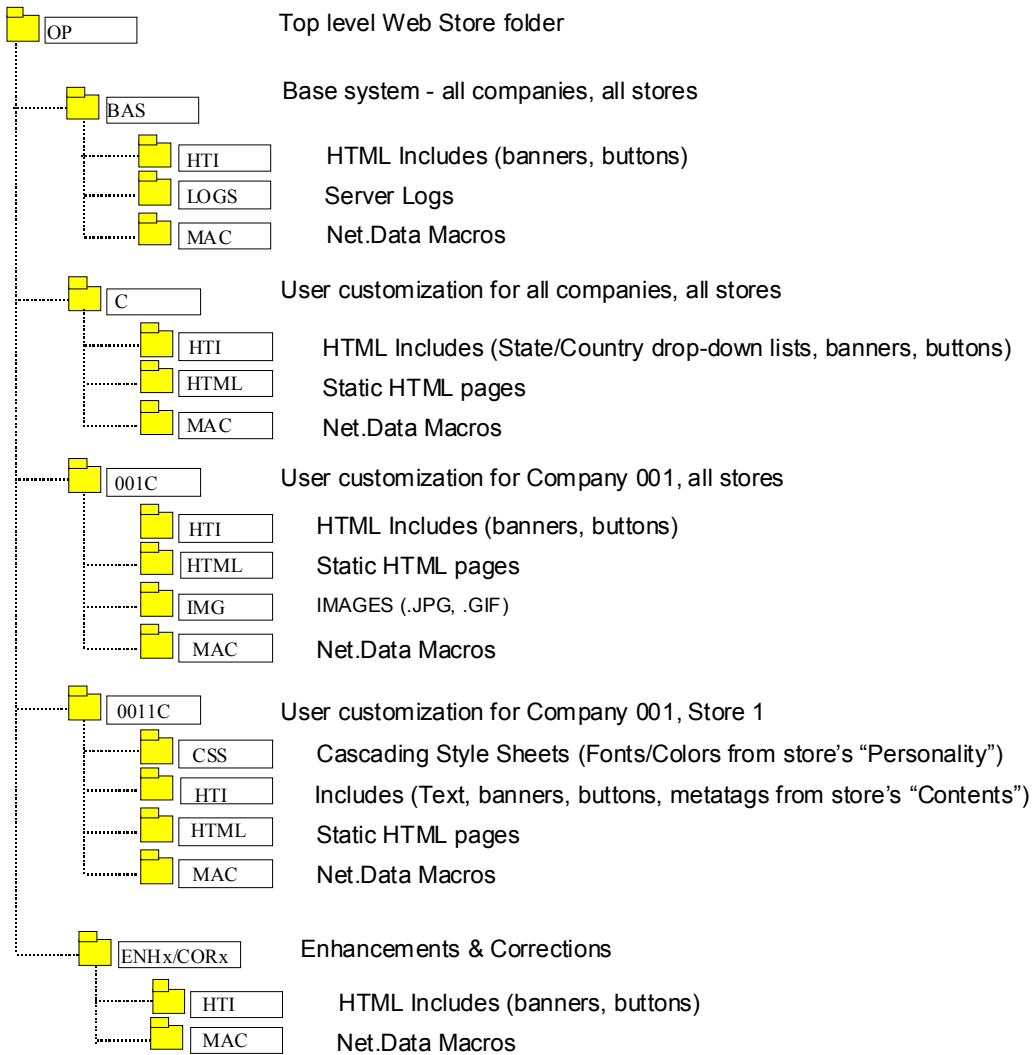 OP Top level Web Store folder
BAS Base system - all companies, all stores
HTI HTML Includes (banners, buttons)
LOGS Server Logs
MAC Net.Data Macros
C User customization for all companies, all stores
HTI HTML Includes (State/Country drop-down lists, banners, buttons)
HTML Static HTML pages
MAC Net.Data Macros
001C User customization for Company 001, all stores
HTI HTML Includes (banners, buttons)
HTML Static HTML pages
IMG IMAGES (.JPG, .GIF)
MAC Net.Data Macros
0011C User customization for Company 001, Store 1
CSS Cascading Style Sheets (Fonts/Colors from store’s “Personality”)
HTI Includes (Text, banners, buttons, metatags from store’s “Contents”)
HTML Static HTML pages
MAC Net.Data Macros
ENHx/CORx Enhancements & Corrections
HTI HTML Includes (banners, buttons)
MAC Net.Data Macros